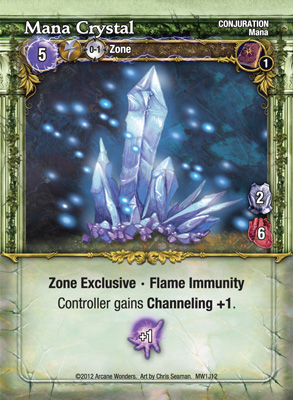 Mana Crystal
CONJURATION
Mana
5
0-1
Zone
1
2
6
Zone Exclusive · Flame Immunity
Controller gains Channeling +1.
+1
©2012 Arcane Wonders. Art by Chris Seaman. MW1J12